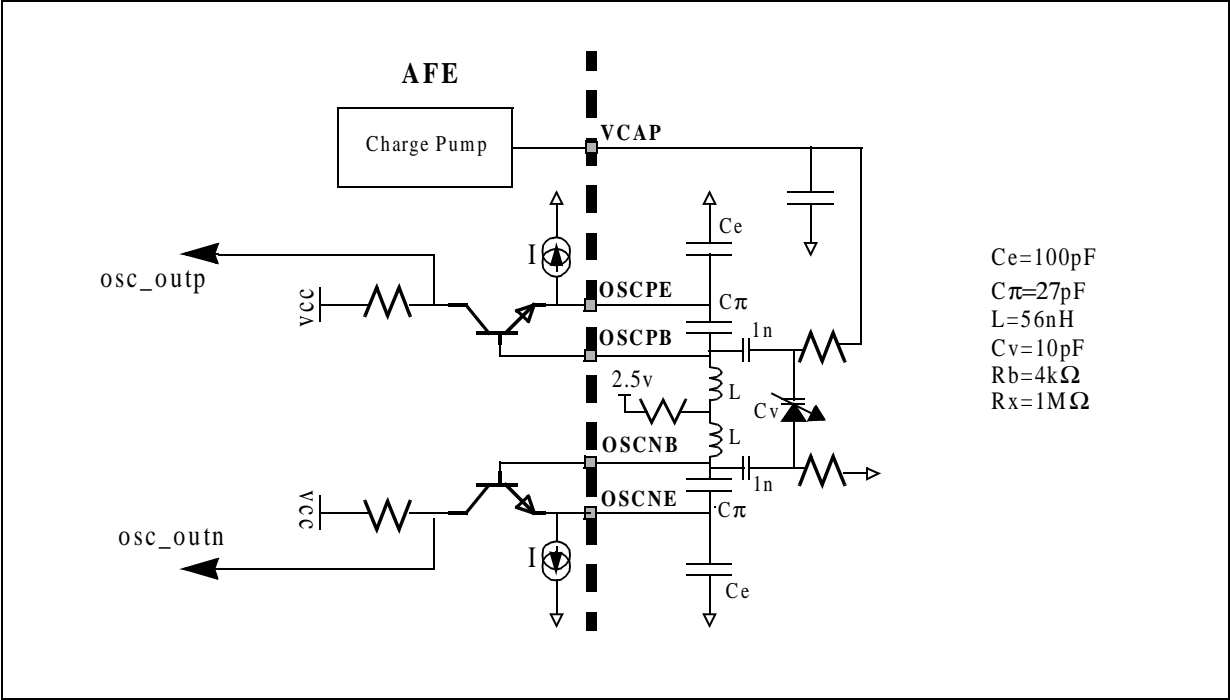 AFE
Charge Pump
VCAP
Ce
I
osc_outp
vcc
OSCPE
Cπ
1n
OSCPB
2.5v
L
Cv
L
OSCNB
1n
OSCNE
Cπ
vcc
osc_outn
I
Ce
Ce=100pF
Cπ=27pF
L=56nH
Cv=10pF
Rb=4kΩ
Rx=1MΩ